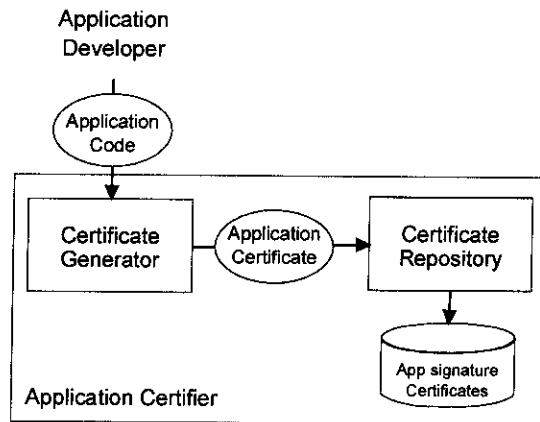 Application
Developer
Application
Code
Certificate
Generator
Application
Certificate
Certificate
Repository
App signature
Certificates
Application Certifier